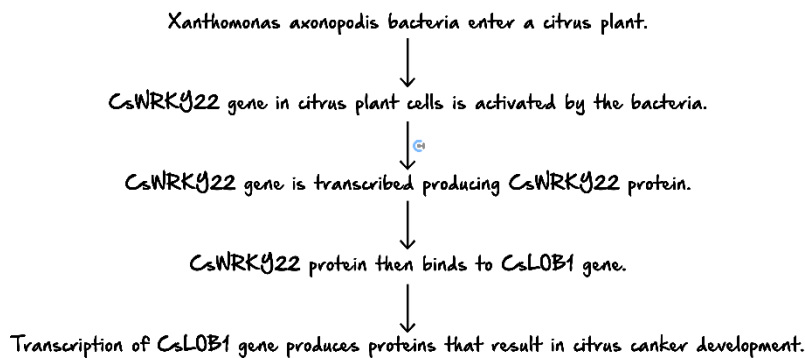 Xanthomonas axonopodis bacteria enter a citrus plant.
CsWRKY22 gene in citrus plant cells is activated by the bacteria.
CsWRKY22 gene is transcribed producing CsWRKY22 protein.
CsWRKY22 protein then binds to CsLOB1 gene.
Transcription of CsLOB1 gene produces proteins that result in citrus canker development.